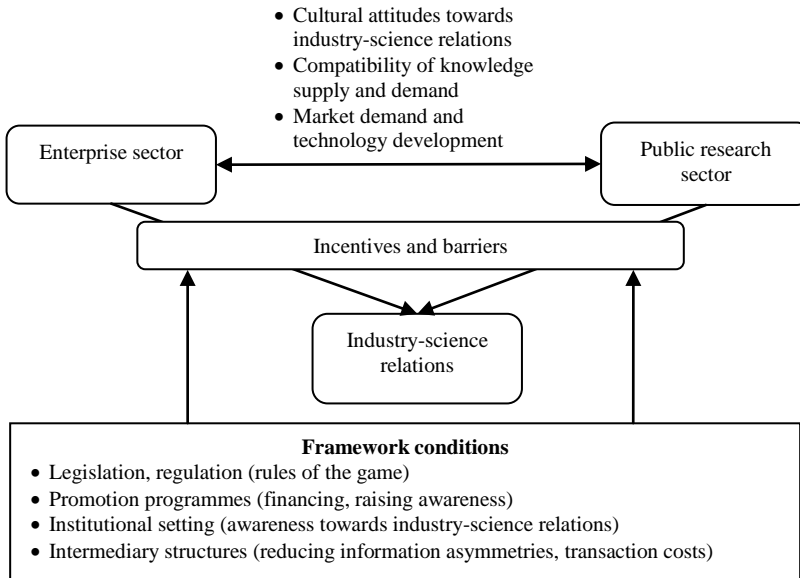 • Cultural attitudes towards
industry-science relations
• Compatibility of knowledge
supply and demand
• Market demand and
technology development
Enterprise sector
Public research
sector
Incentives and barriers
Industry-science
relations
Framework conditions
• Legislation, regulation (rules of the game)
• Promotion programmes (financing, raising awareness)
• Institutional setting (awareness towards industry-science relations)
• Intermediary structures (reducing information asymmetries, transaction costs)